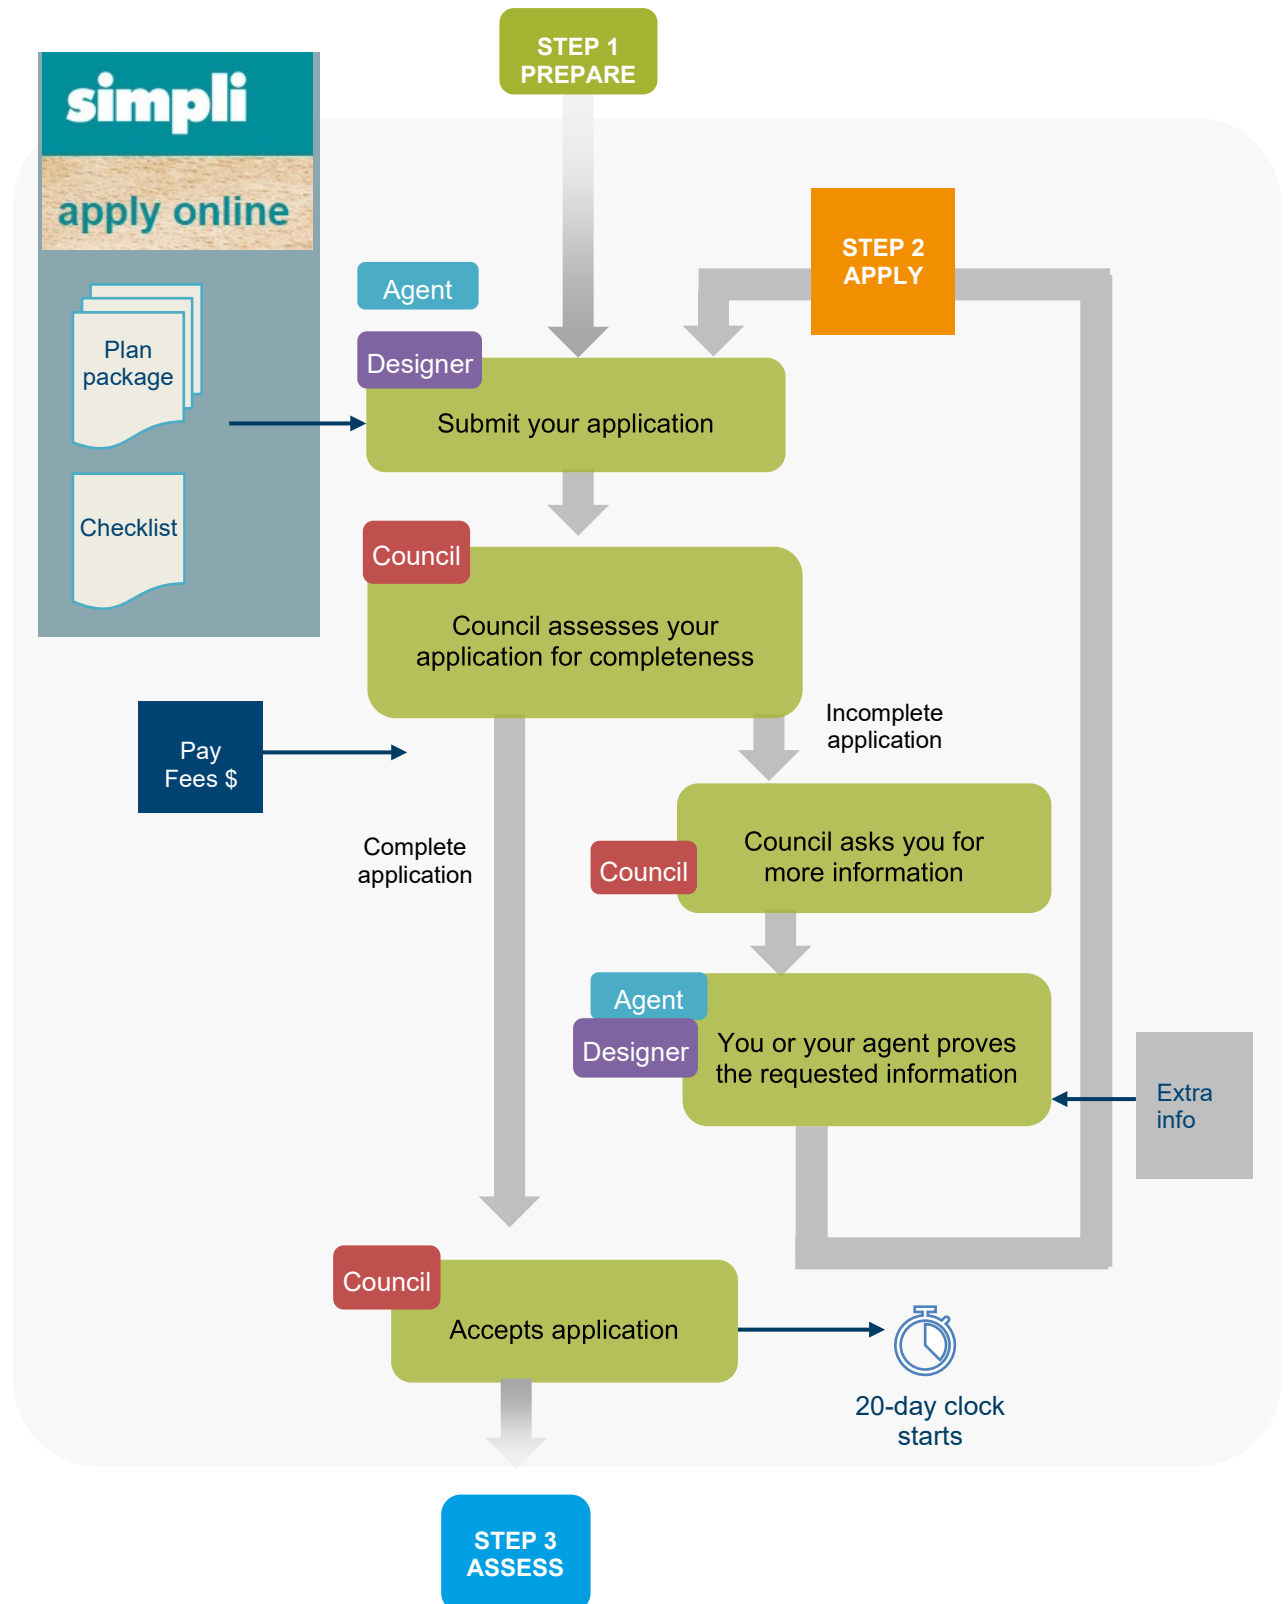 STEP 1
PREPARE
simpli
apply online
STEP 2
APPLY
Agent
Designer
Plan
package
Submit your application
Checklist
Council
Council assesses your
application for completeness
Pay
Fees $
Incomplete
application
Complete
application
Council asks you for
more information
Council
Agent
Designer
You or your agent proves
the requested information
Extra
info
Council
Accepts application
20-day clock
starts
STEP 3
ASSESS